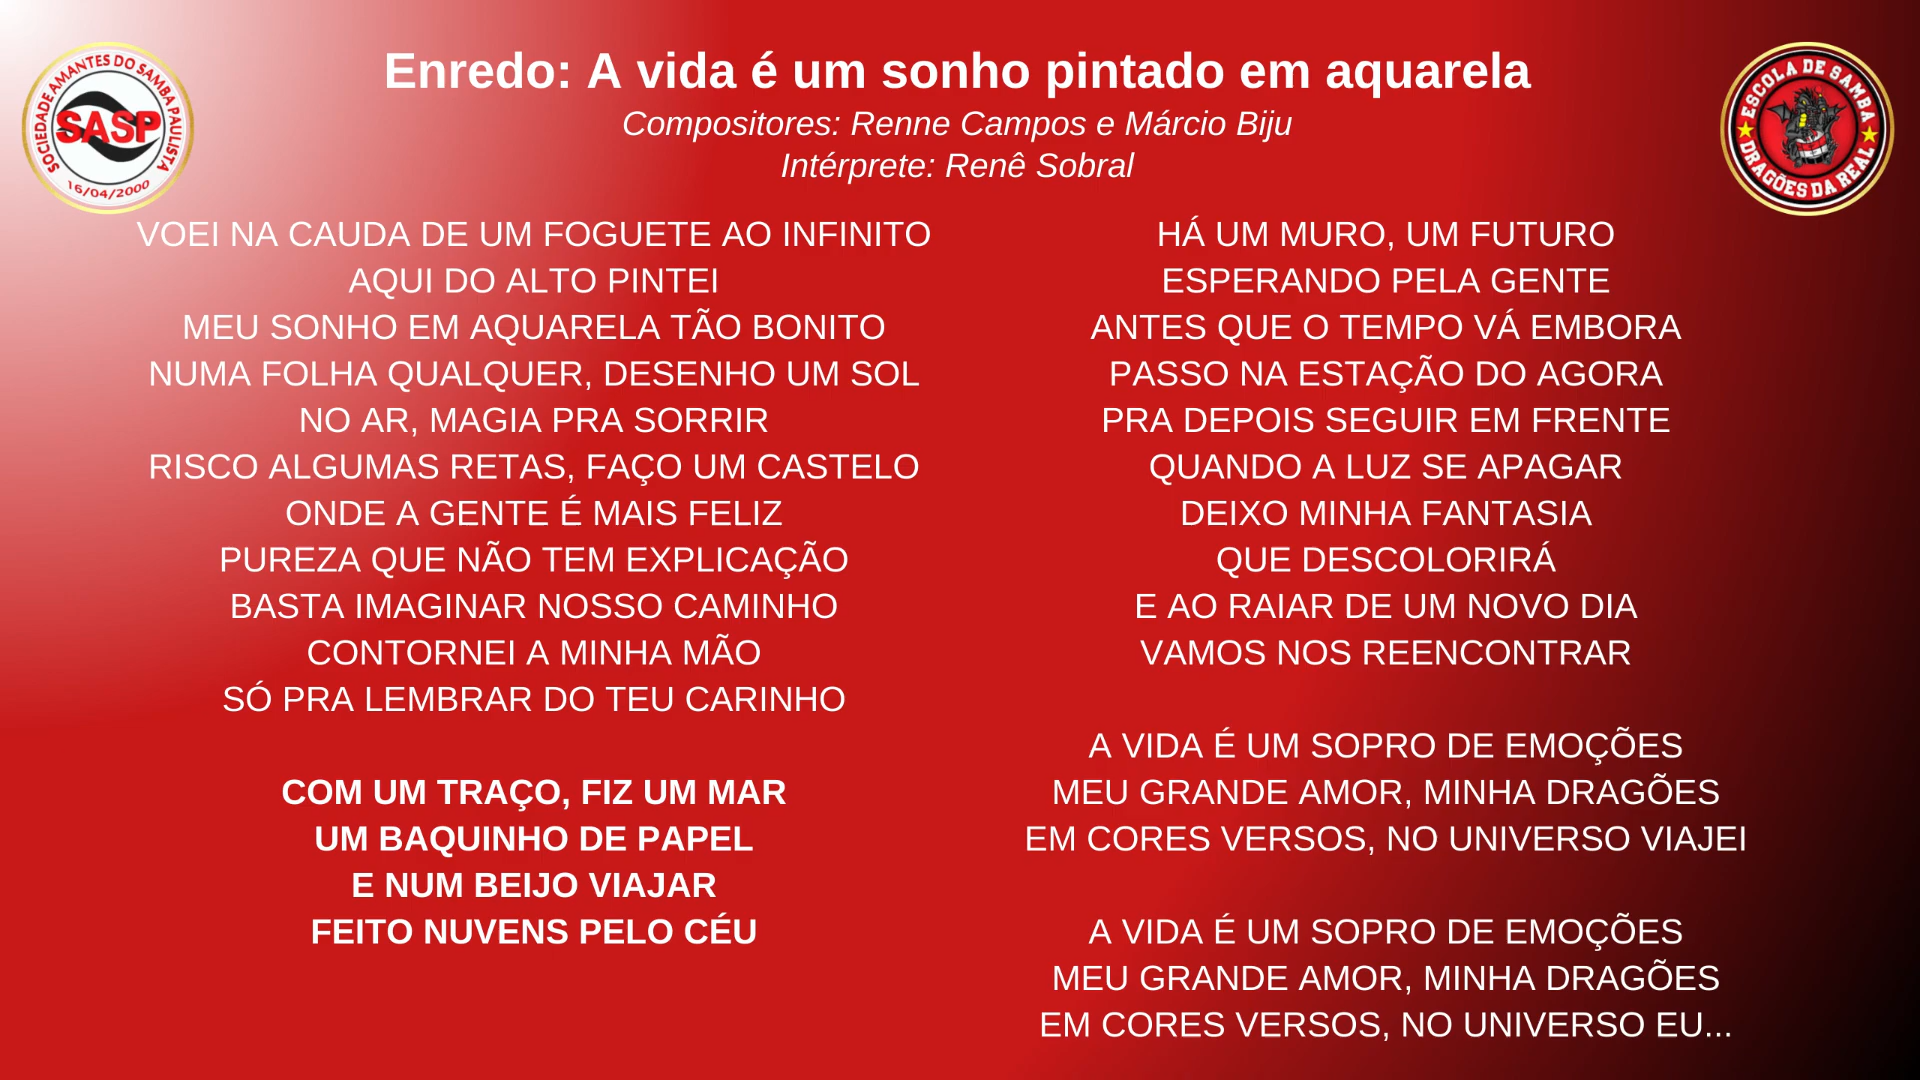 Enredo: A vida é um sonho pintado em aquarela
Compositores: Renne Campos e Márcio Biju
Intérprete: Renê Sobral
SOCIEDADE AMANTES DO SAMBA PAULISTA
SASP
16/04/2000
ESCOLA DE SAMBA
DRAGÕES DA REAL
VOEI NA CAUDA DE UM FOGUETE AO INFINITO
AQUI DO ALTO PINTEI
MEU SONHO EM AQUARELA TÃO BONITO
NUMA FOLHA QUALQUER, DESENHO UM SOL
NO AR, MAGIA PRA SORRIR
RISCO ALGUMAS RETAS, FAÇO UM CASTELO
ONDE A GENTE É MAIS FELIZ
PUREZA QUE NÃO TEM EXPLICAÇÃO
BASTA IMAGINAR NOSSO CAMINHO
CONTORNEI A MINHA MÃO
SÓ PRA LEMBRAR DO TEU CARINHO
COM UM TRAÇO, FIZ UM MAR
UM BAQUINHO DE PAPEL
E NUM BEIJO VIAJAR
FEITO NUVENS PELO CÉU
HÁ UM MURO, UM FUTURO
ESPERANDO PELA GENTE
ANTES QUE O TEMPO VÁ EMBORA
PASSO NA ESTAÇÃO DO AGORA
PRA DEPOIS SEGUIR EM FRENTE
QUANDO A LUZ SE APAGAR
DEIXO MINHA FANTASIA
QUE DESCOLORIRÁ
E AO RAIAR DE UM NOVO DIA
VAMOS NOS REENCONTRAR
A VIDA É UM SOPRO DE EMOÇÕES
MEU GRANDE AMOR, MINHA DRAGÕES
EM CORES VERSOS, NO UNIVERSO VIAJEI
A VIDA É UM SOPRO DE EMOÇÕES
MEU GRANDE AMOR, MINHA DRAGÕES
EM CORES VERSOS, NO UNIVERSO EU...